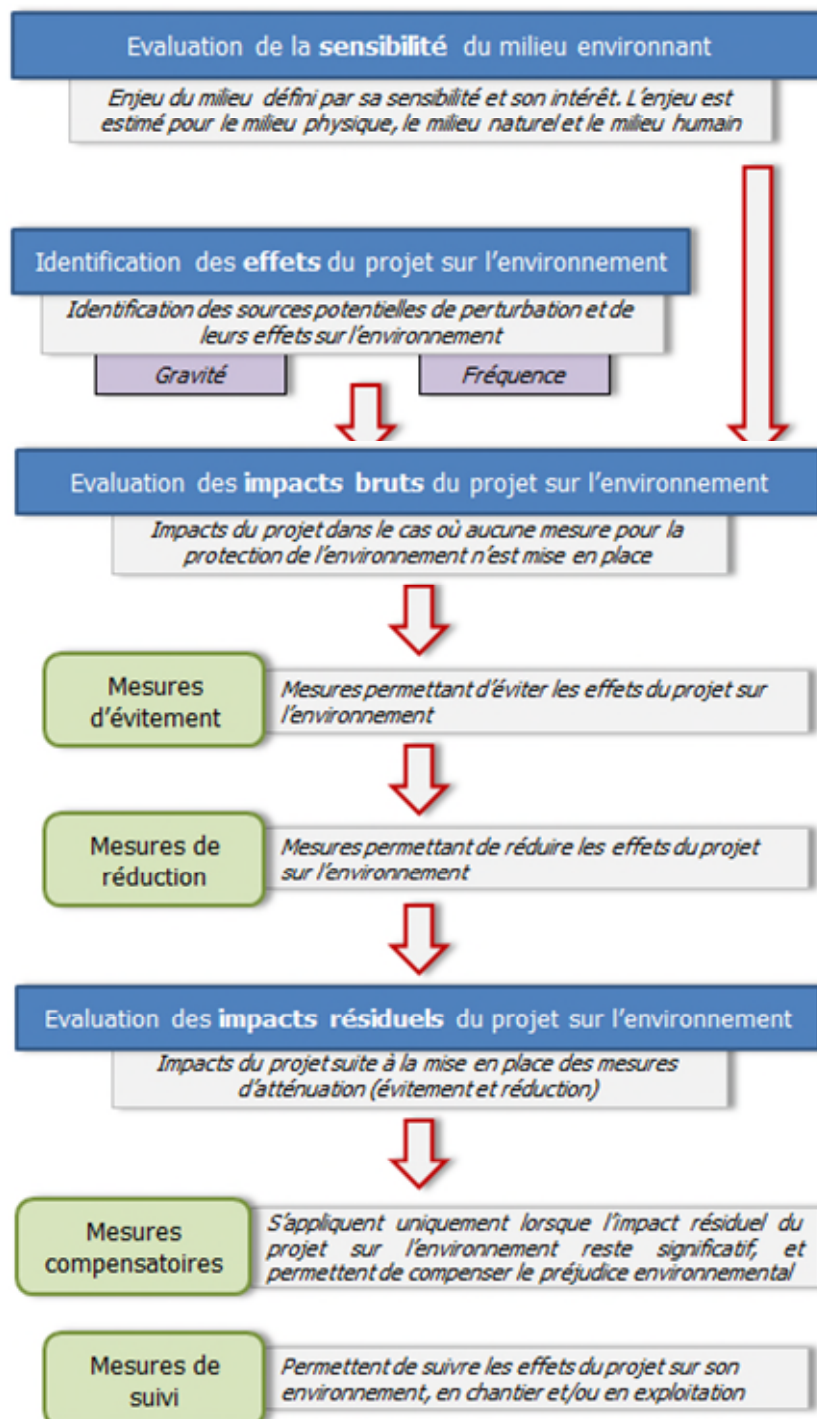 Evaluation de la sensibilité du milieu environnant
Enjeu du milieu défini par sa sensibilité et son intérêt. L'enjeu est
estimé pour le milieu physique, le milieu naturel et le milieu humain
Identification des effets du projet sur l'environnement
Identification des sources potentielles de perturbation et de
leurs effets sur l'environnement
Gravité
Fréquence
Evaluation des impacts bruts du projet sur l'environnement
Impacts du projet dans le cas où aucune mesure pour la
protection de l'environnement n'est mise en place
Mesures
d'évitement
Mesures permettant d'éviter les effets du projet sur
l'environnement
Mesures de
réduction
Mesures permettant de réduire les effets du projet
sur l'environnement
Evaluation des impacts résiduels du projet sur l'environnement
Impacts du projet suite à la mise en place des mesures
d'atténuation (évitement et réduction)
Mesures
compensatoires
S'appliquent uniquement lorsque l'impact résiduel du
projet sur l'environnement reste significatif, et
permettent de compenser le préjudice environnemental
Mesures de
suivi
Permettent de suivre les effets du projet sur son
environnement, en chantier et/ou en exploitation